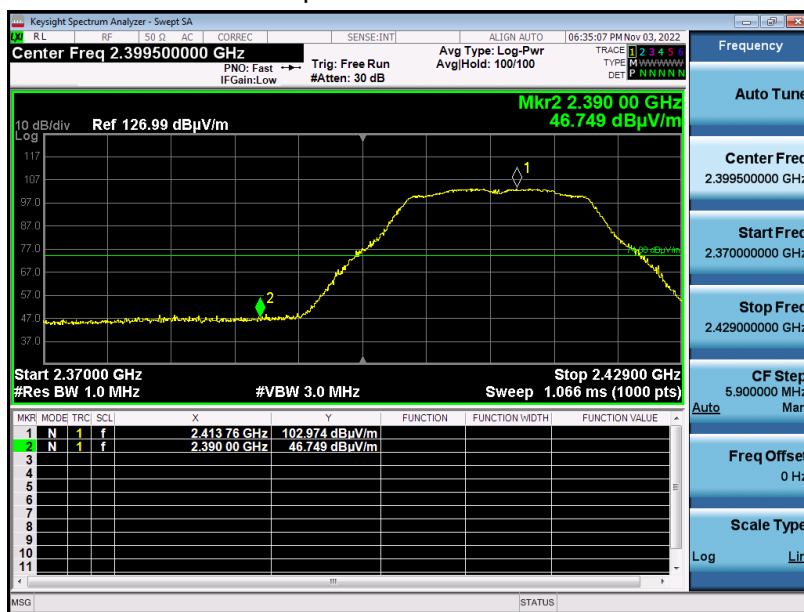 Keysight Spectrum Analyzer - Swept SA
LXI RL RF 50 Ω AC CORREC SENSE:INT ALIGN AUTO 06:35:07 PM Nov 03, 2022
Center Freq 2.399500000 GHz
PNO: Fast
IFGain:Low
Trig: Free Run
#Atten: 30 dB
Avg Type: Log-Pwr
Avg|Hold: 100/100
TRACE 1 2 3 4 5 6
TYPE M WWWWW
DET P N N N N N
Mkr2 2.390 00 GHz
46.749 dBµV/m
10 dB/div Ref 126.99 dBµV/m
Log
117
107
97.0
87.0
77.0
67.0
57.0
47.0
37.0
1
2
Start 2.37000 GHz Stop 2.42900 GHz
#Res BW 1.0 MHz #VBW 3.0 MHz Sweep 1.066 ms (1000 pts)
MKR MODE TRC SCL X Y FUNCTION FUNCTION WIDTH FUNCTION VALUE
1 N 1 f 2.413 76 GHz 102.974 dBµV/m
2 N 1 f 2.390 00 GHz 46.749 dBµV/m
3
4
5
6
7
8
9
10
11
MSG STATUS
Frequency
Auto Tune
Center Freq
2.399500000 GHz
Start Freq
2.370000000 GHz
Stop Freq
2.429000000 GHz
CF Step
5.900000 MHz
Auto Man
Freq Offset
0 Hz
Scale Type
Log Lin